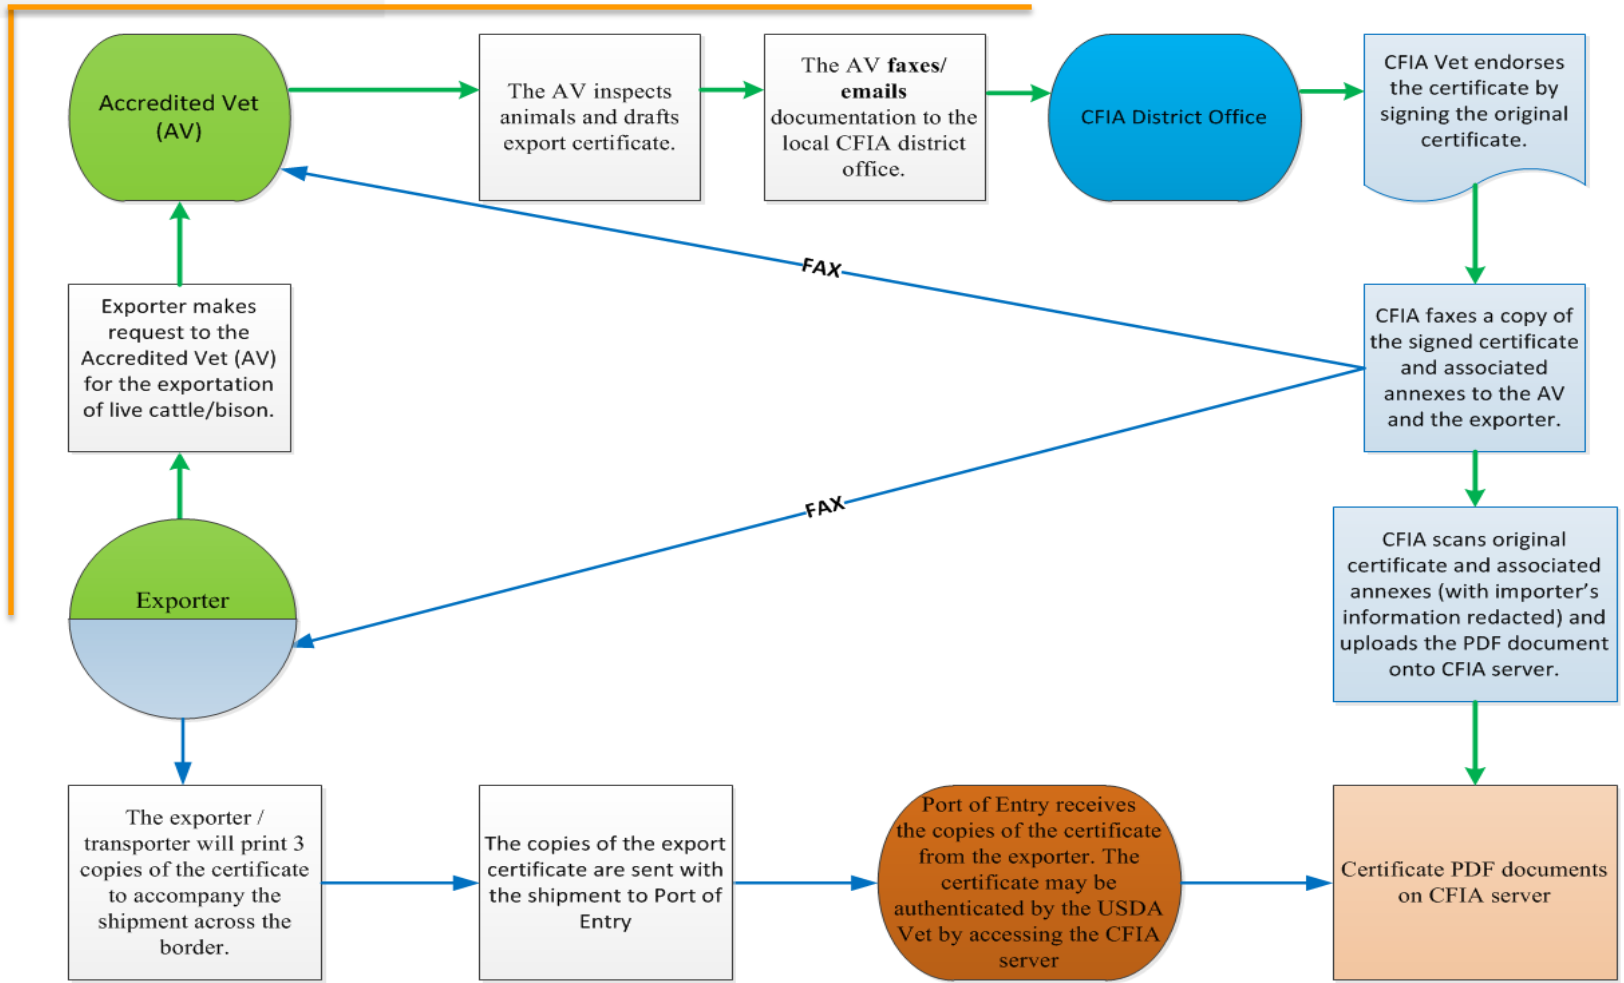 Accredited Vet
(AV)
The AV inspects
animals and drafts
export certificate.
The AV faxes/
emails
documentation to the
local CFIA district
office.
CFIA District Office
CFIA Vet endorses
the certificate by
signing the original
certificate.
FAX
Exporter makes
request to the
Accredited Vet (AV)
for the exportation
of live cattle/bison.
CFIA faxes a copy of
the signed certificate
and associated
annexes to the AV
and the exporter.
FAX
Exporter
CFIA scans original
certificate and associated
annexes (with importer’s
information redacted) and
uploads the PDF document
onto CFIA server.
The exporter /
transporter will print 3
copies of the certificate
to accompany the
shipment across the
border.
The copies of the export
certificate are sent with
the shipment to Port of
Entry
Port of Entry receives
the copies of the certificate
from the exporter. The
certificate may be
authenticated by the USDA
Vet by accessing the CFIA
server
Certificate PDF documents
on CFIA server